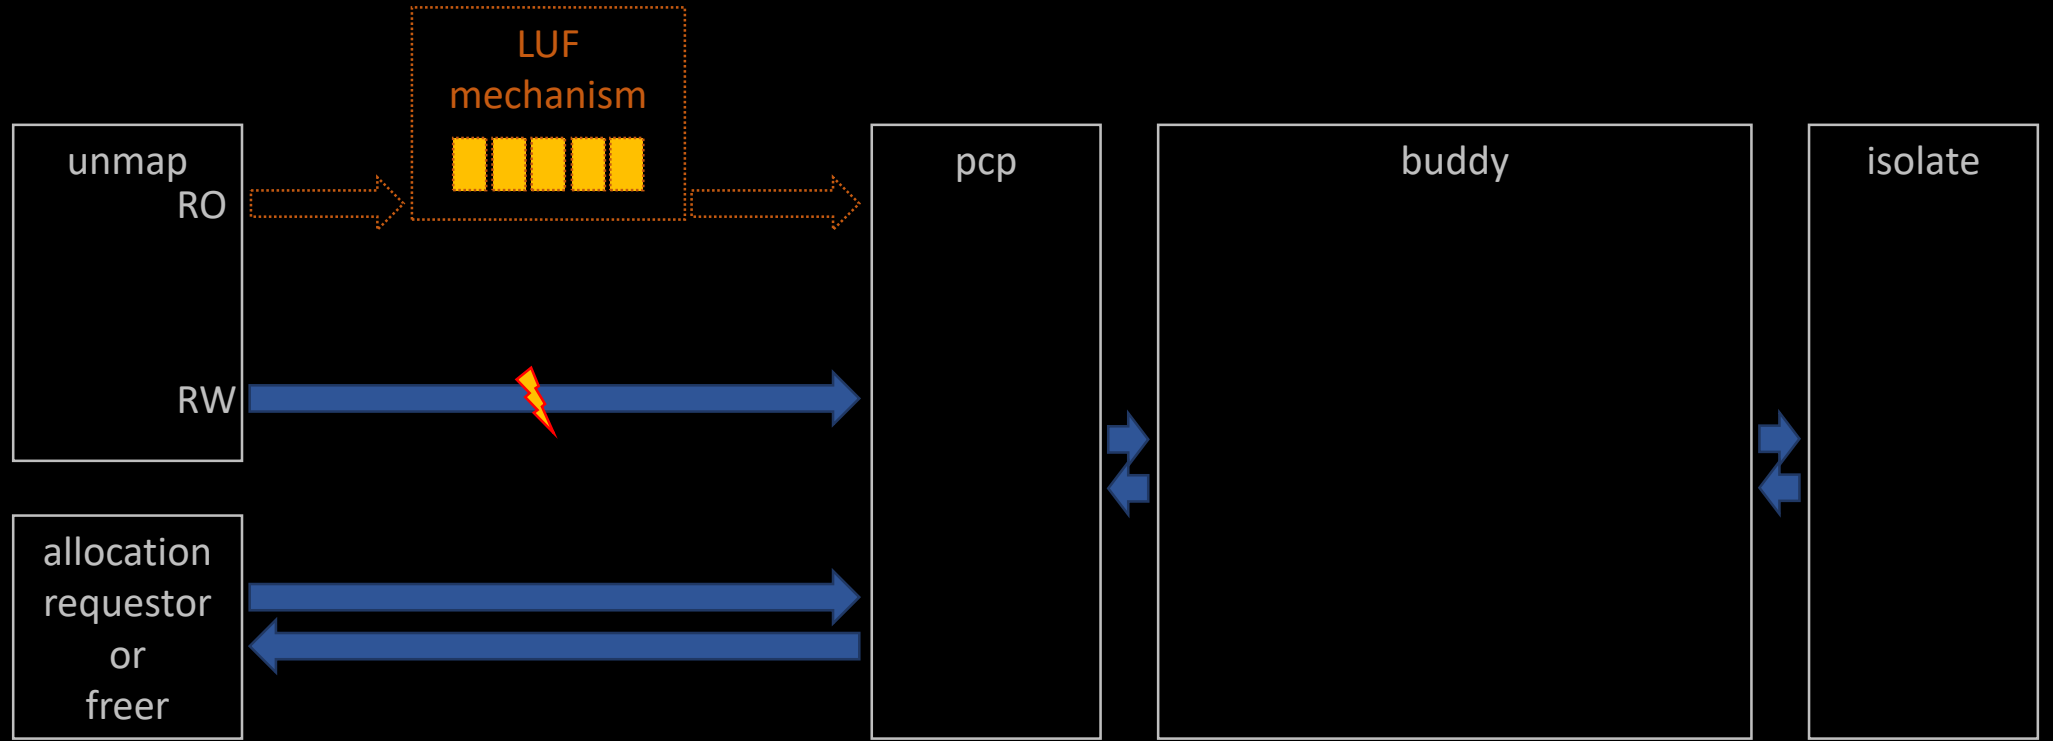 LUF
mechanism
unmap
RO
RW
pcp
buddy
isolate
allocation
requestor
or
freer